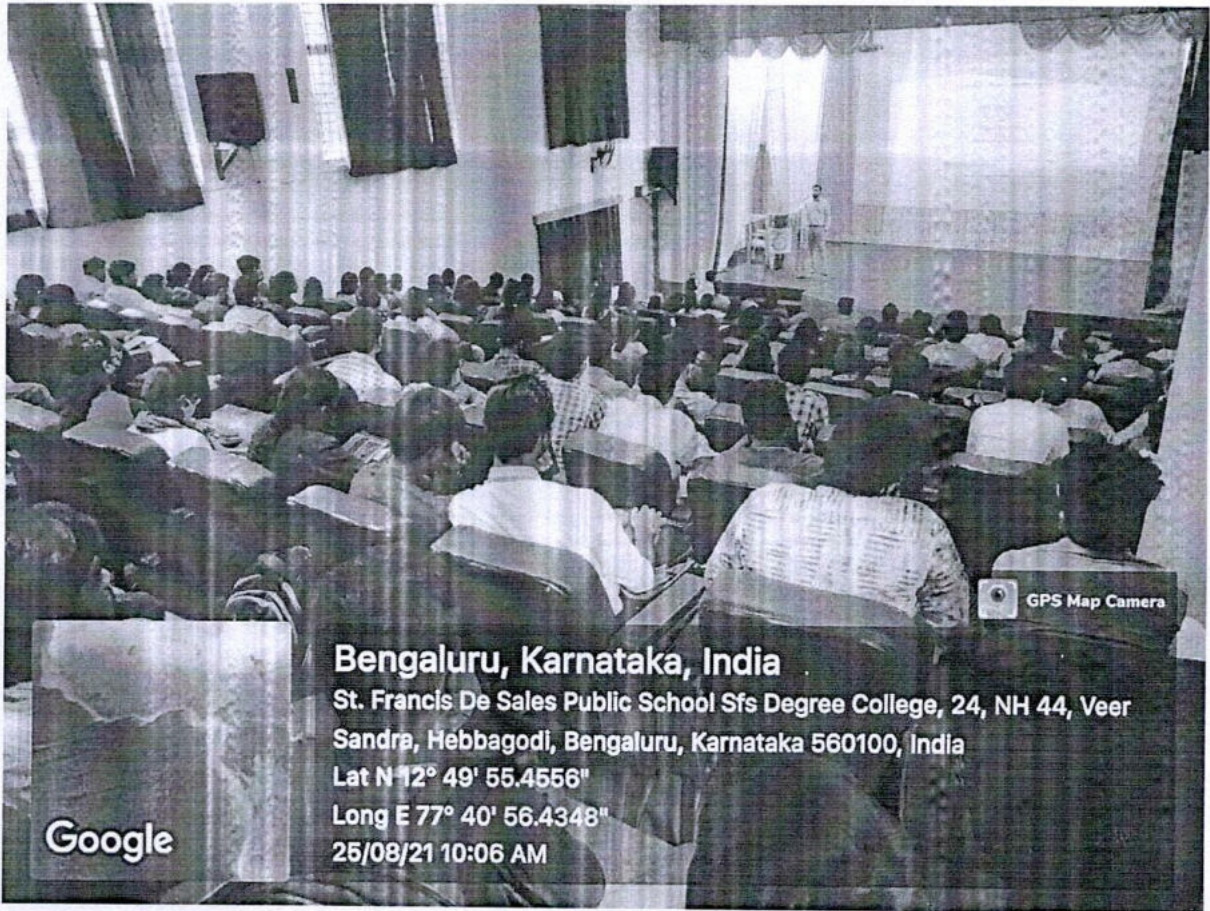 GPS Map Camera
Bengaluru, Karnataka, India
St. Francis De Sales Public School Sfs Degree College, 24, NH 44, Veer
Sandra, Hebbagodi, Bengaluru, Karnataka 560100, India
Lat N 12° 49' 55.4556"
Long E 77° 40' 56.4348"
25/08/21 10:06 AM
Google